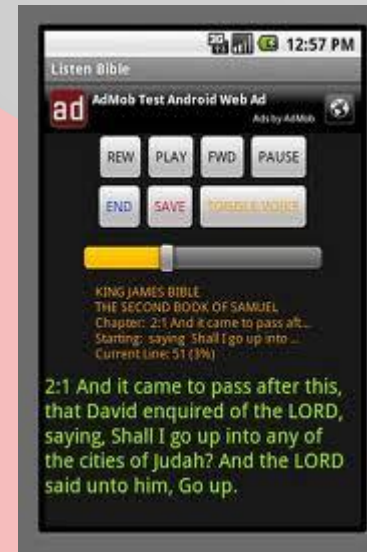 3G
12:57 PM
Listen Bible
ad
AdMob Test Android Web Ad
Ads by AdMob
REW PLAY FWD PAUSE
END SAVE TOGGLE VOICE
KING JAMES BIBLE
THE SECOND BOOK OF SAMUEL
Chapter: 2:1 And it came to pass aft...
Starting: saying Shall I go up into ...
Current Line: 51 (3%)
2:1 And it came to pass after this,
that David enquired of the LORD,
saying, Shall I go up into any of
the cities of Judah? And the LORD
said unto him, Go up.